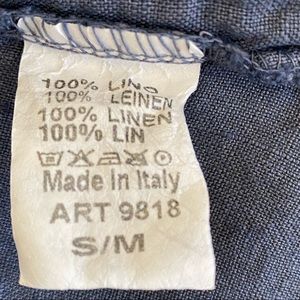 100% LINO
100% LEINEN
100% LINEN
100% LIN
Made in Italy
ART 9818
S/M